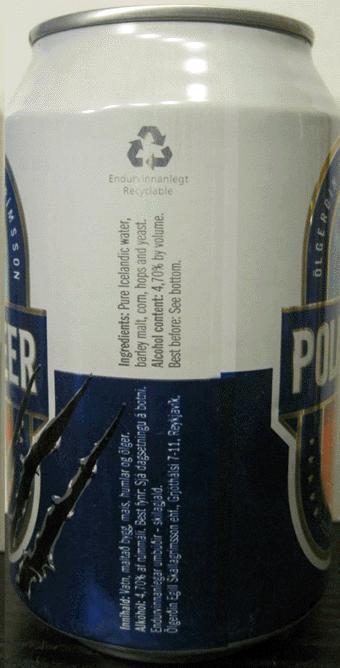 Endurvinnanlegt
Recyclable
Ingredients: Pure Icelandic water,
barley malt, corn, hops and yeast.
Alcohol content: 4,70% by volume.
Best before: See bottom.
Innihald: Vatn, maltað bygg, maís, humlar og ölger.
Alkóhól: 4,70% af rúmmáli. Best fyrir: Sjá dagsetningu á botni.
Endurvinnanlegar umbúðir - skilagjald.
Ölgerðin Egill Skallagrímsson ehf., Grjóthálsi 7-11, Reykjavík.
MSSON
ER
ÖLGERÐI
POL